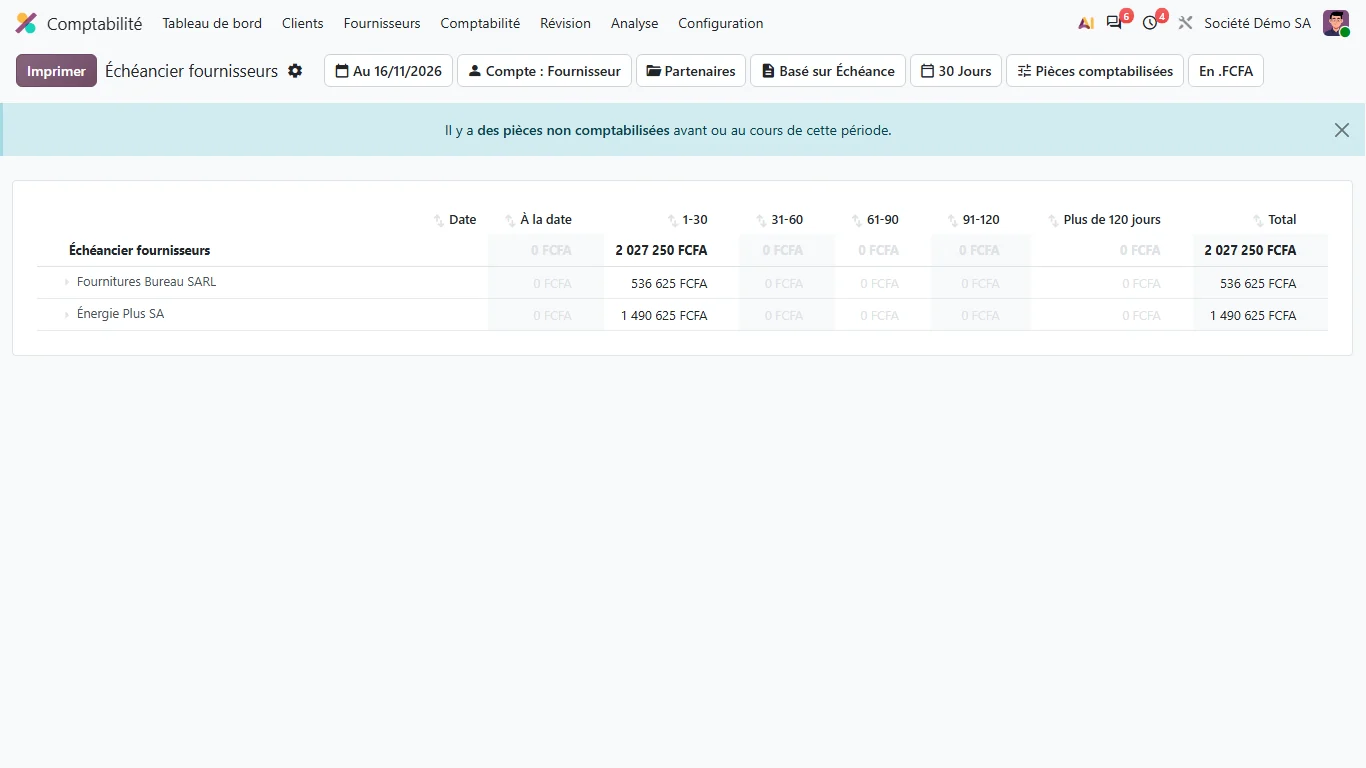 Comptabilité Tableau de bord Clients Fournisseurs Comptabilité Révision Analyse Configuration AI 6 4 Société Démo SA
Imprimer Échéancier fournisseurs Au 16/11/2026 Compte : Fournisseur Partenaires Basé sur Échéance 30 Jours Pièces comptabilisées En .FCFA
Il y a des pièces non comptabilisées avant ou au cours de cette période.
Date À la date 1-30 31-60 61-90 91-120 Plus de 120 jours Total
Échéancier fournisseurs 0 FCFA 2 027 250 FCFA 0 FCFA 0 FCFA 0 FCFA 0 FCFA 2 027 250 FCFA
Fournitures Bureau SARL 0 FCFA 536 625 FCFA 0 FCFA 0 FCFA 0 FCFA 0 FCFA 536 625 FCFA
Énergie Plus SA 0 FCFA 1 490 625 FCFA 0 FCFA 0 FCFA 0 FCFA 0 FCFA 1 490 625 FCFA